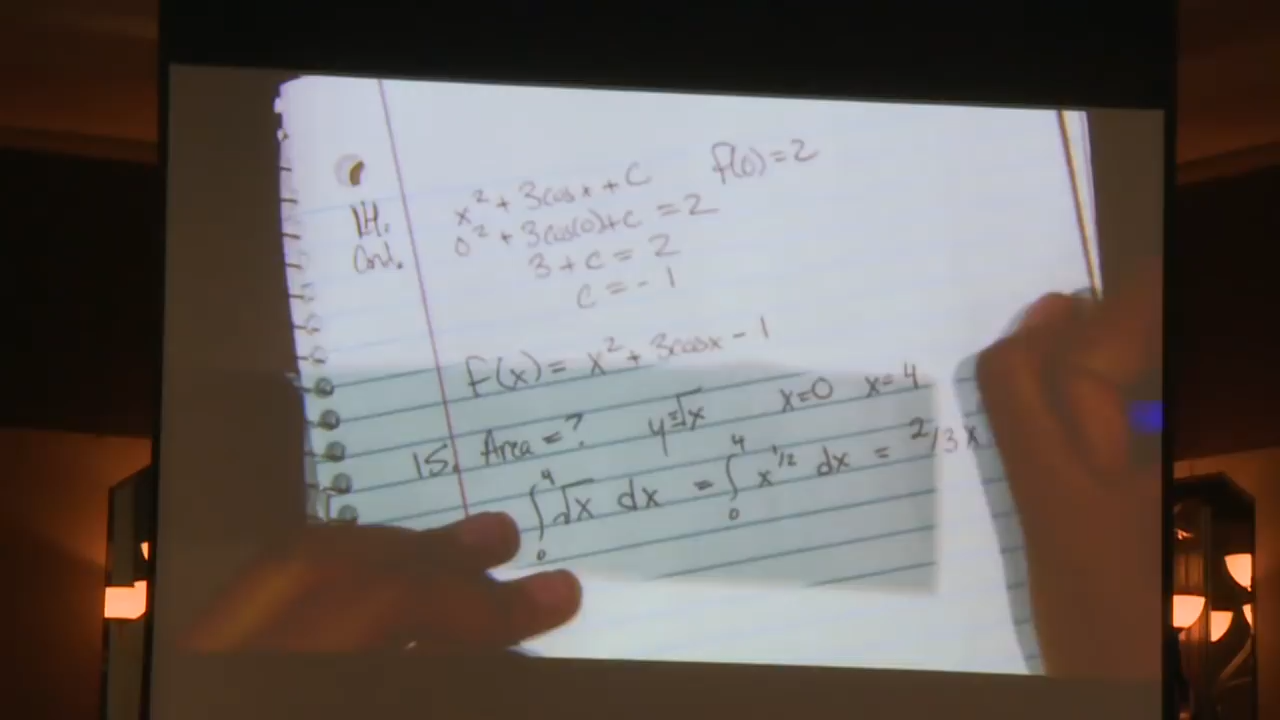 14. x² + 3cosx + C f(0) = 2
Cont. 0² + 3cos(0) + C = 2
3 + C = 2
C = -1
F(x) = x² + 3cosx - 1
15. Area = ? y = √x x=0 x=4
∫₀⁴ √x dx = ∫₀⁴ x^1/2 dx = 2/3 x